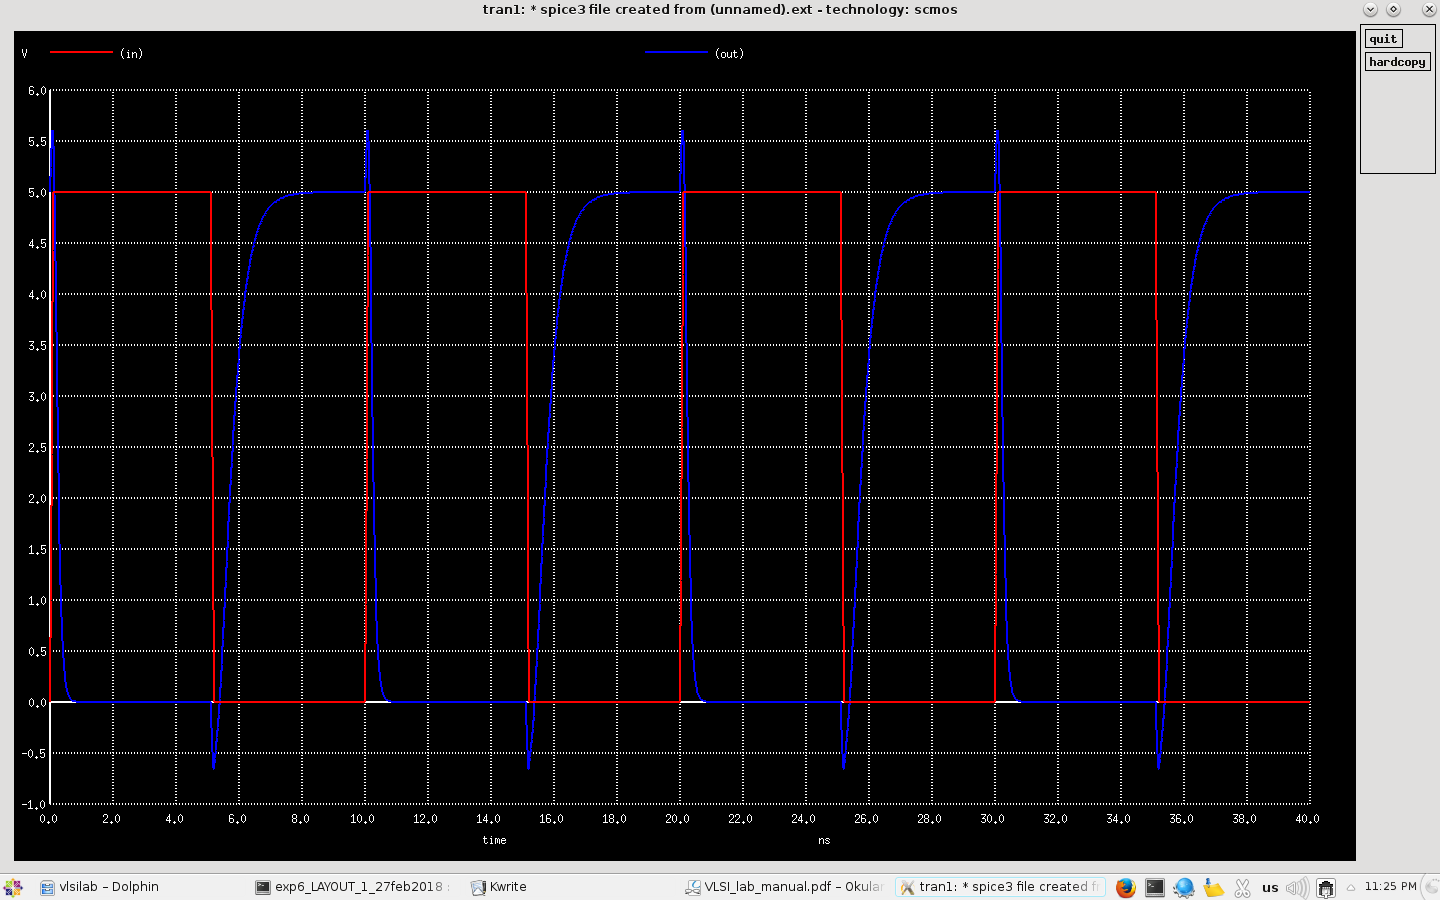 tran1: * spice3 file created from (unnamed).ext - technology: scmos
quit
hardcopy
V (in) (out)
6.0
5.5
5.0
4.5
4.0
3.5
3.0
2.5
2.0
1.5
1.0
0.5
0.0
-0.5
-1.0
0.0 2.0 4.0 6.0 8.0 10.0 12.0 14.0 16.0 18.0 20.0 22.0 24.0 26.0 28.0 30.0 32.0 34.0 36.0 38.0 40.0
time ns
vlsilab – Dolphin exp6_LAYOUT_1_27feb2018 : Kwrite VLSI_lab_manual.pdf – Okular tran1: * spice3 file created fr us 11:25 PM